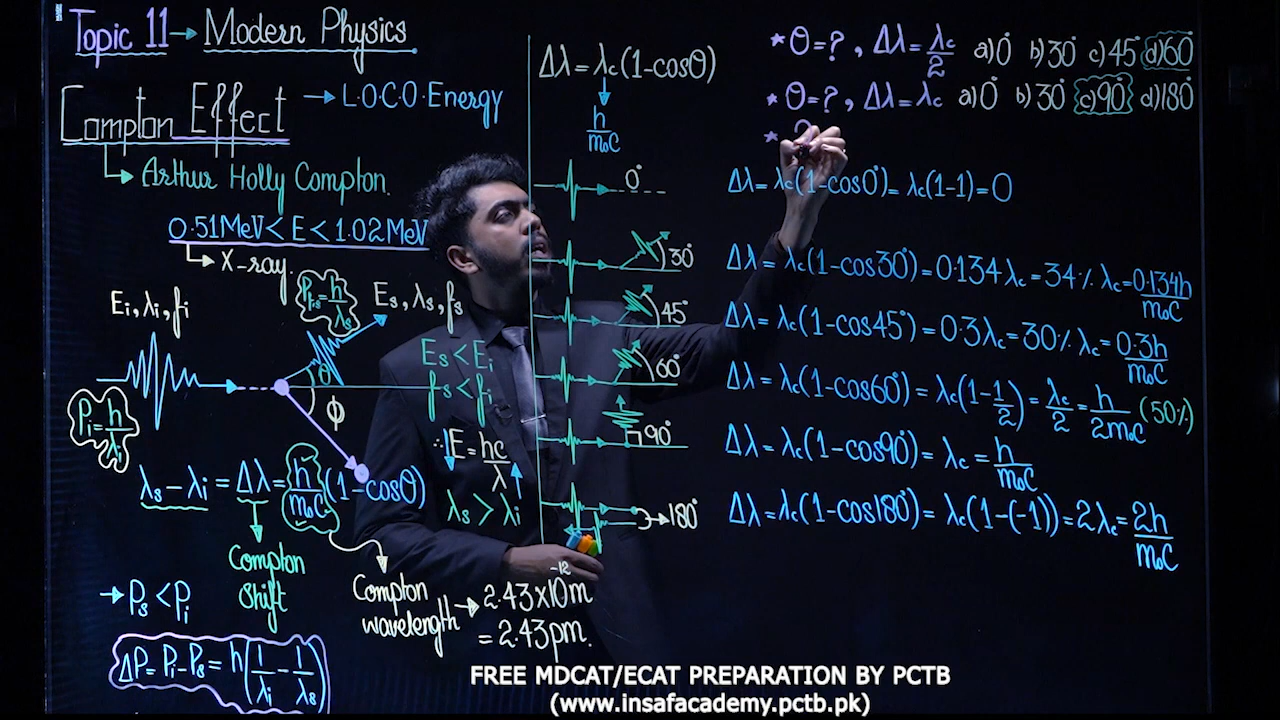 Topic 11 → Modern Physics
Compton Effect → L.O.C.O.Energy
Arthur Holly Compton.
0.51MeV < E < 1.02MeV
X-ray.
Ei, λi, fi
Ps = h/λs
Es, λs, fs
θ
Φ
Pi = h/λi
Es < Ei
fs < fi
∴ E = hc/λ
λs > λi
λs - λi = Δλ = h/m₀C (1-cosθ)
Compton Shift
Compton wavelength → 2.43×10⁻¹²m
= 2.43pm.
→ Ps < Pi
ΔP = Pi - Ps = h(1/λi - 1/λs)
Δλ = λc(1-cosθ)
h/m₀C
0°
30°
45°
60°
90°
180°
* θ=?, Δλ = λc/2 a)0° b)30° c)45° d)60°
* θ=?, Δλ = λc a)0° b)30° c)90° d)180°
*
Δλ = λc(1-cos0°) = λc(1-1) = 0
Δλ = λc(1-cos30°) = 0.134λc = 34% λc = 0.134h/m₀C
Δλ = λc(1-cos45°) = 0.3λc = 30% λc = 0.3h/m₀C
Δλ = λc(1-cos60°) = λc(1-1/2) = λc/2 = h/2m₀C (50%)
Δλ = λc(1-cos90°) = λc = h/m₀C
Δλ = λc(1-cos180°) = λc(1-(-1)) = 2λc = 2h/m₀C
FREE MDCAT/ECAT PREPARATION BY PCTB
(www.insafacademy.pctb.pk)